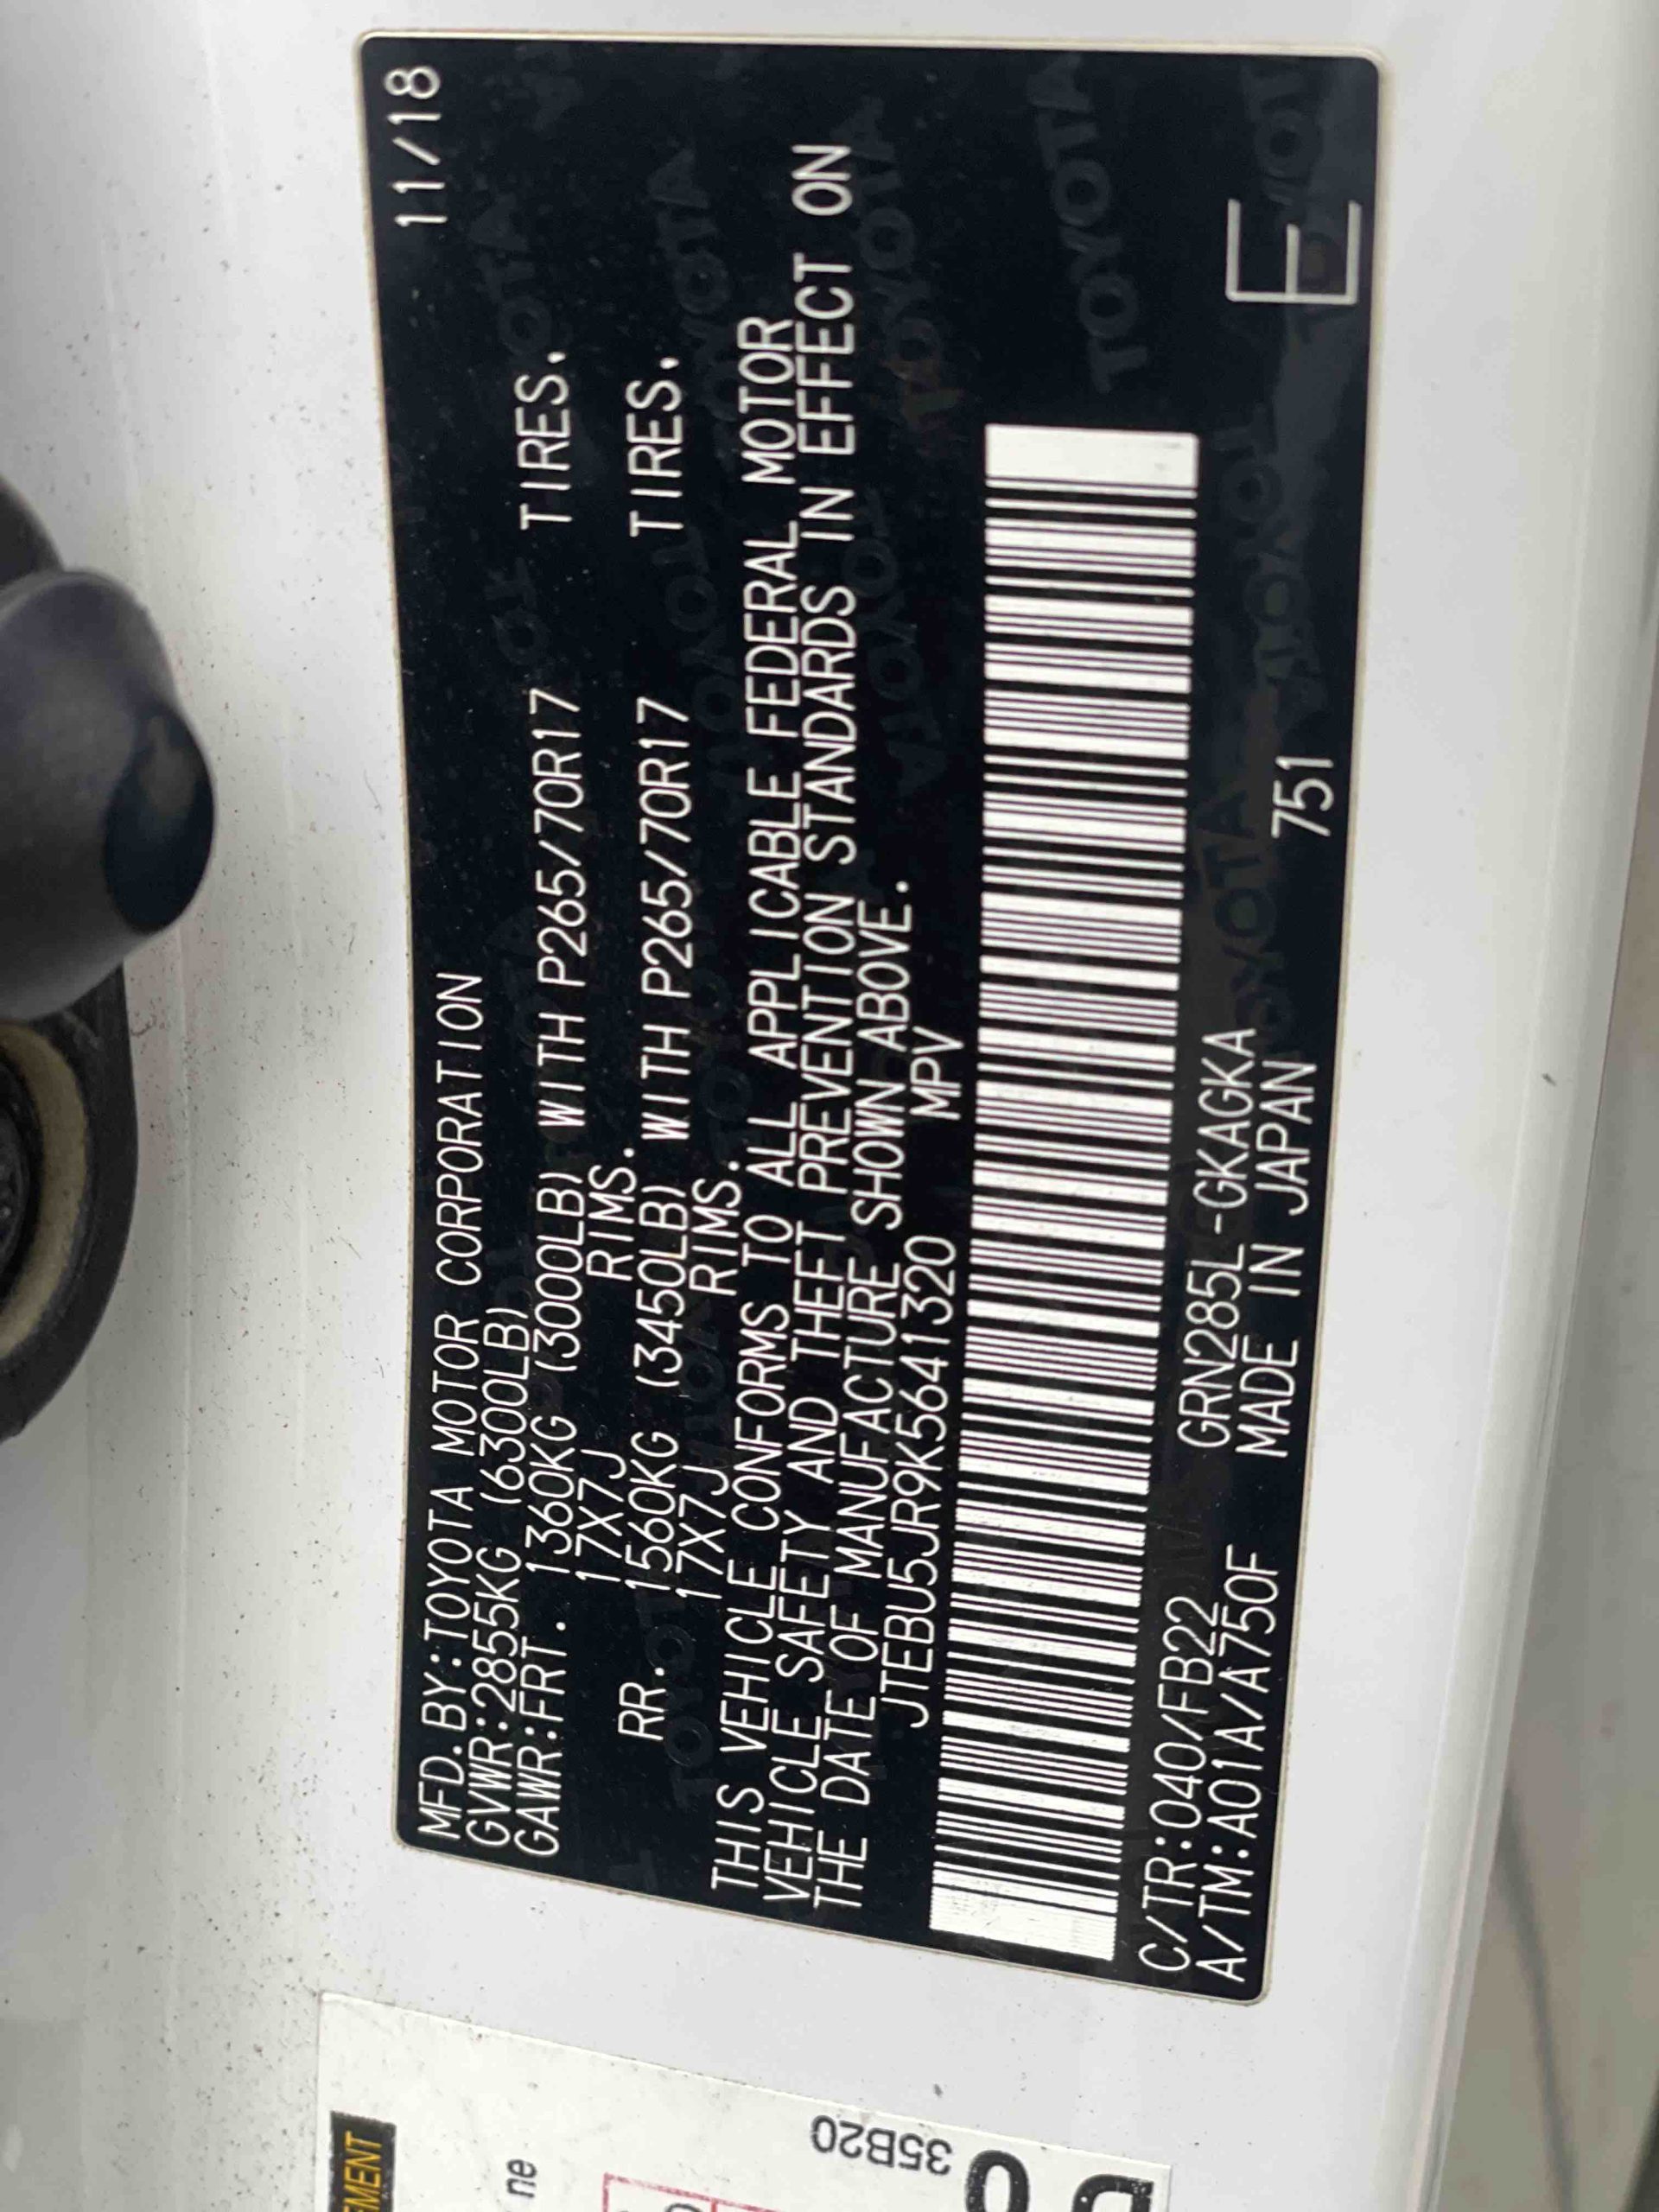 11/18
MFD.BY:TOYOTA MOTOR CORPORATION
GVWR:2855KG (6300LB)
GAWR:FRT. 1360KG (3000LB) WITH P265/70R17 TIRES.
17X7J RIMS.
RR. 1560KG (3450LB) WITH P265/70R17 TIRES.
17X7J RIMS.
THIS VEHICLE CONFORMS TO ALL APPLICABLE FEDERAL MOTOR
VEHICLE SAFETY AND THEFT PREVENTION STANDARDS IN EFFECT ON
THE DATE OF MANUFACTURE SHOWN ABOVE.
JTEBU5JR9K5641320 MPV
C/TR:040/FB22 GRN285L-GKAGKA
A/TM:A01A/A750F MADE IN JAPAN 751
E
TOYOTA
35B20
ne